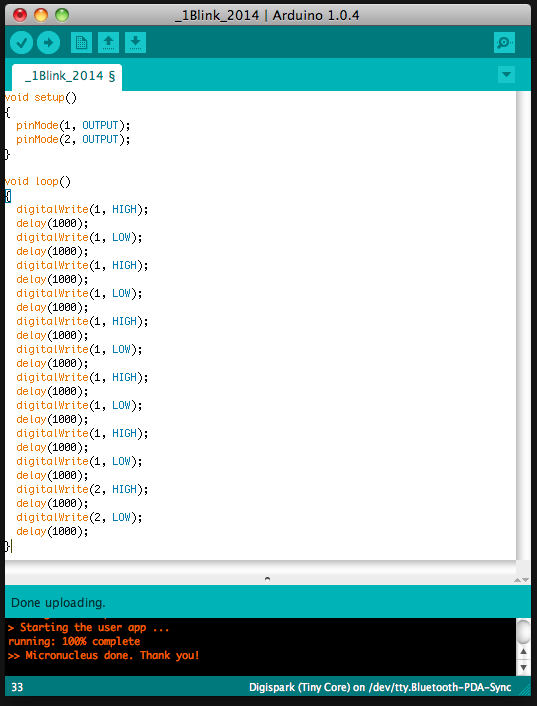 _1Blink_2014 | Arduino 1.0.4
_1Blink_2014 §
void setup()
{
  pinMode(1, OUTPUT);
  pinMode(2, OUTPUT);
}
void loop()
{
  digitalWrite(1, HIGH);
  delay(1000);
  digitalWrite(1, LOW);
  delay(1000);
  digitalWrite(1, HIGH);
  delay(1000);
  digitalWrite(1, LOW);
  delay(1000);
  digitalWrite(1, HIGH);
  delay(1000);
  digitalWrite(1, LOW);
  delay(1000);
  digitalWrite(1, HIGH);
  delay(1000);
  digitalWrite(1, LOW);
  delay(1000);
  digitalWrite(1, HIGH);
  delay(1000);
  digitalWrite(1, LOW);
  delay(1000);
  digitalWrite(2, HIGH);
  delay(1000);
  digitalWrite(2, LOW);
  delay(1000);
}
Done uploading.
> Starting the user app ...
running: 100% complete
>> Micronucleus done. Thank you!
33 Digispark (Tiny Core) on /dev/tty.Bluetooth-PDA-Sync